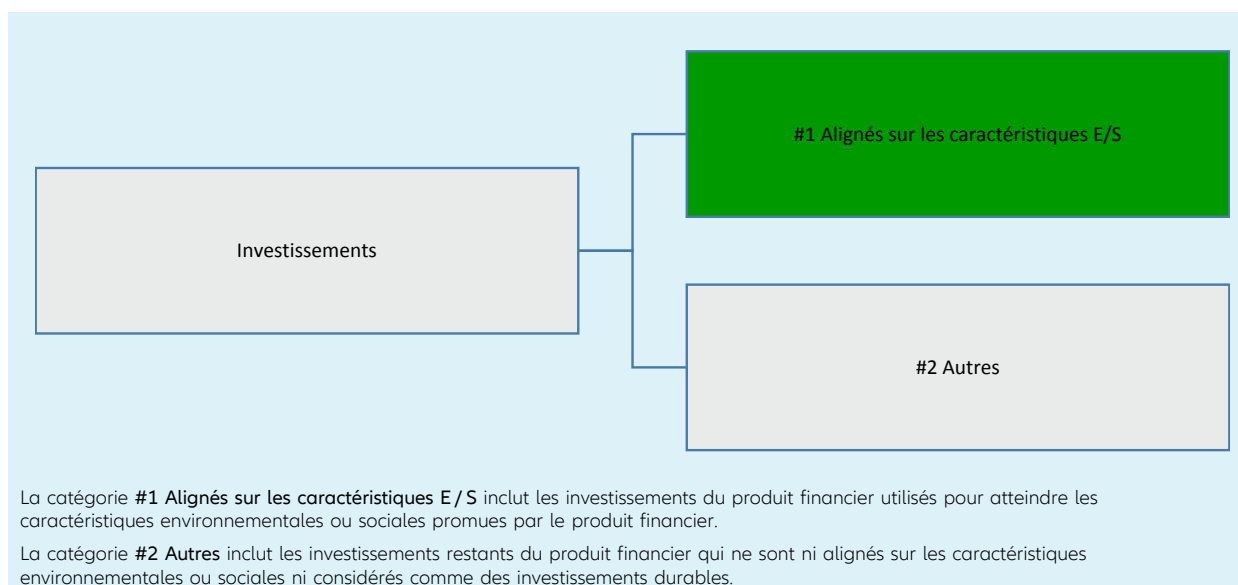 #1 Alignés sur les caractéristiques E/S
Investissements
#2 Autres
La catégorie #1 Alignés sur les caractéristiques E / S inclut les investissements du produit financier utilisés pour atteindre les
caractéristiques environnementales ou sociales promues par le produit financier.
La catégorie #2 Autres inclut les investissements restants du produit financier qui ne sont ni alignés sur les caractéristiques
environnementales ou sociales ni considérés comme des investissements durables.